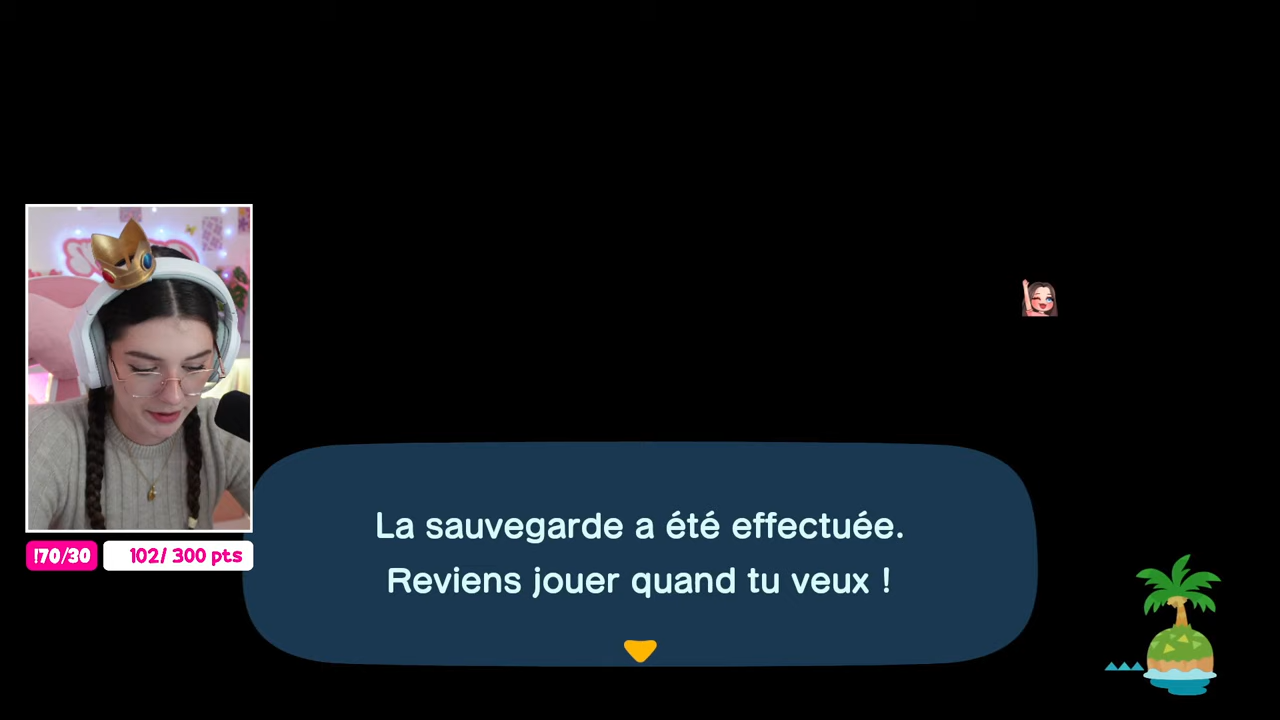 La sauvegarde a été effectuée.
Reviens jouer quand tu veux !
!70/30
102/ 300 pts